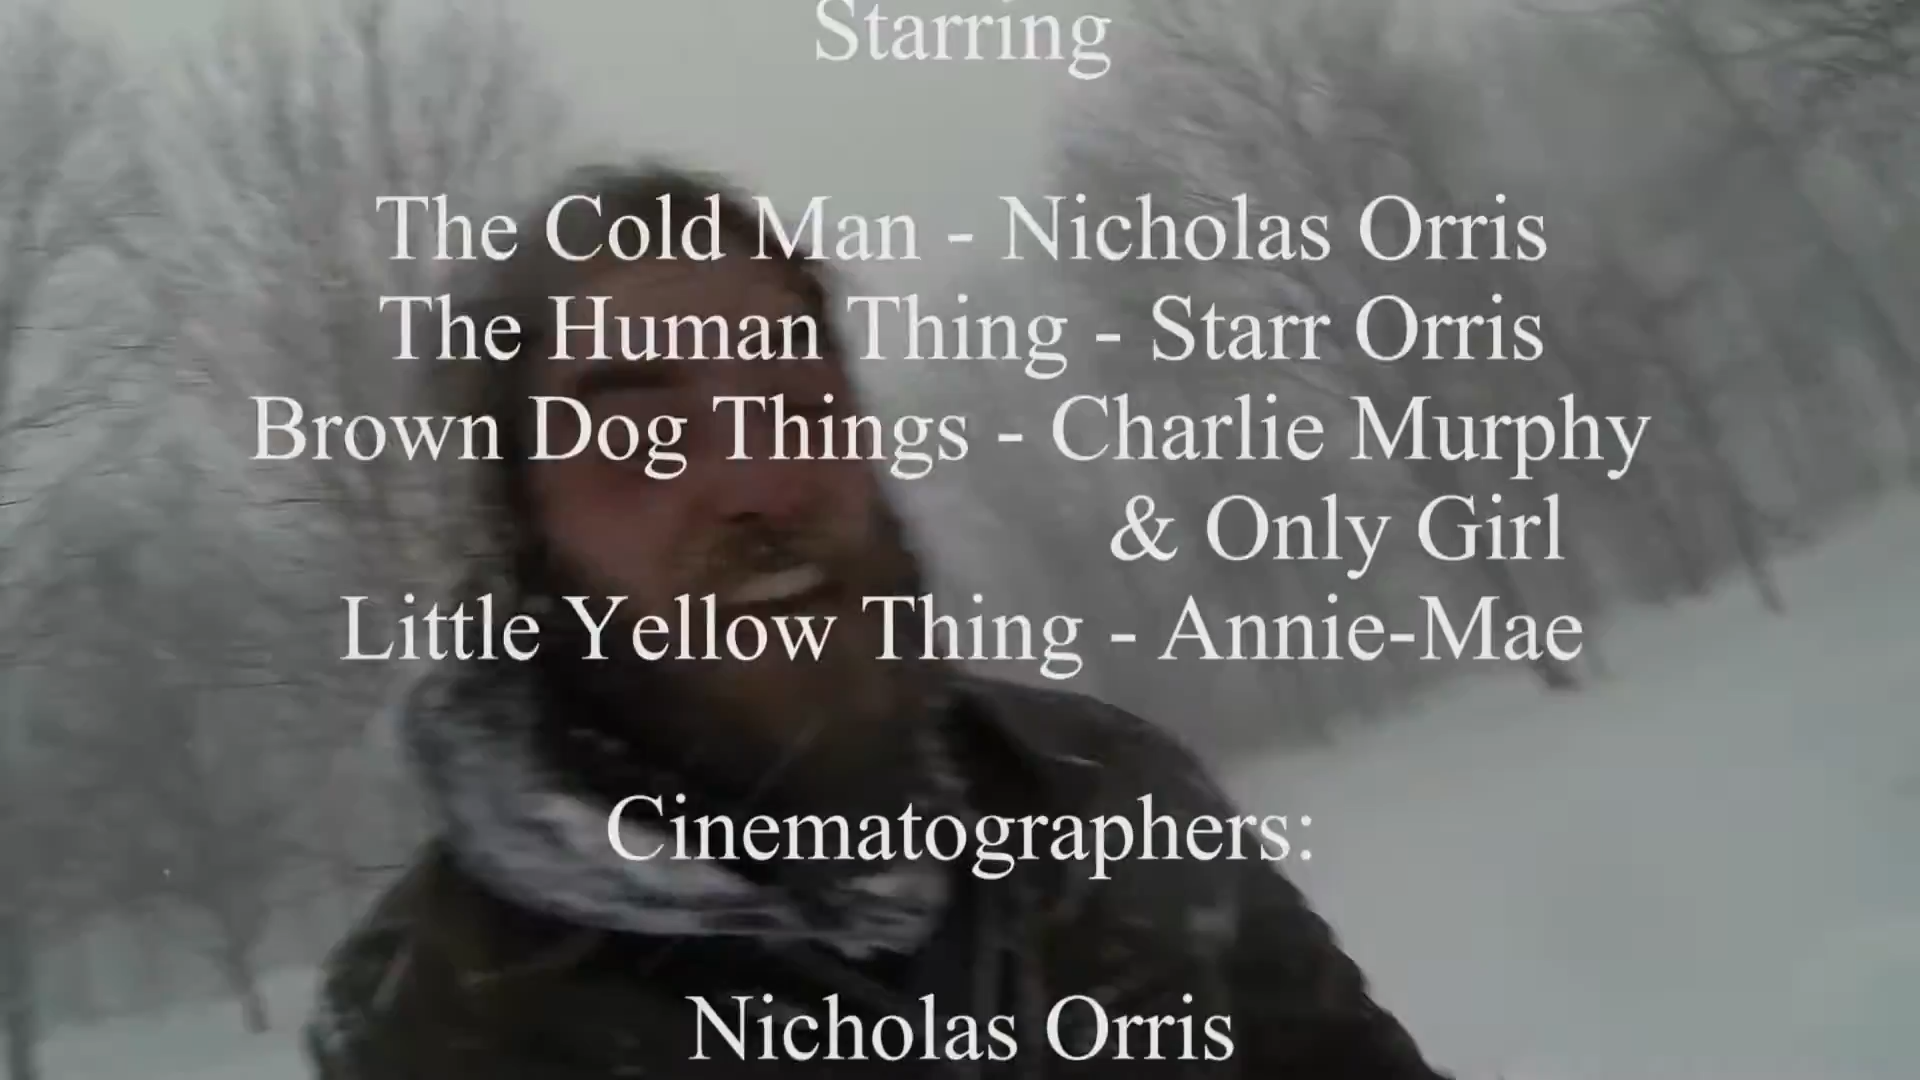 Starring
The Cold Man - Nicholas Orris
The Human Thing - Starr Orris
Brown Dog Things - Charlie Murphy
& Only Girl
Little Yellow Thing - Annie-Mae
Cinematographers:
Nicholas Orris